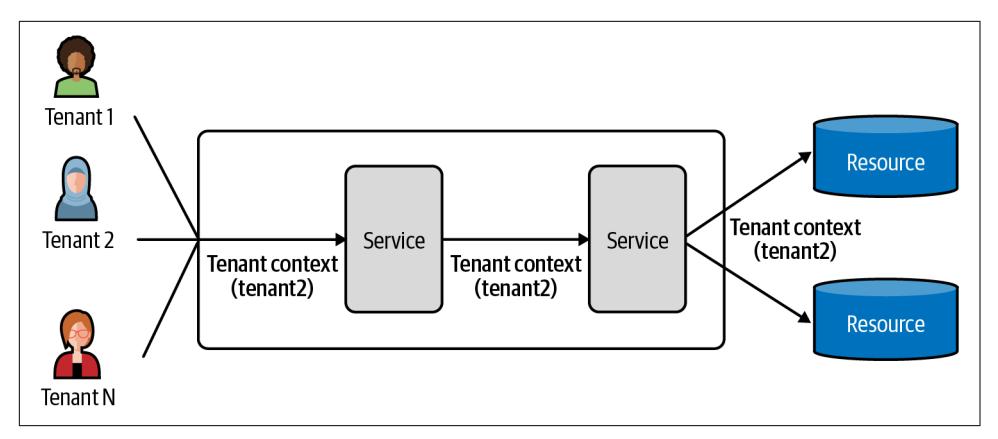 Tenant 1
Tenant 2
Tenant N
Tenant context
(tenant2)
Service
Tenant context
(tenant2)
Service
Tenant context
(tenant2)
Resource
Resource